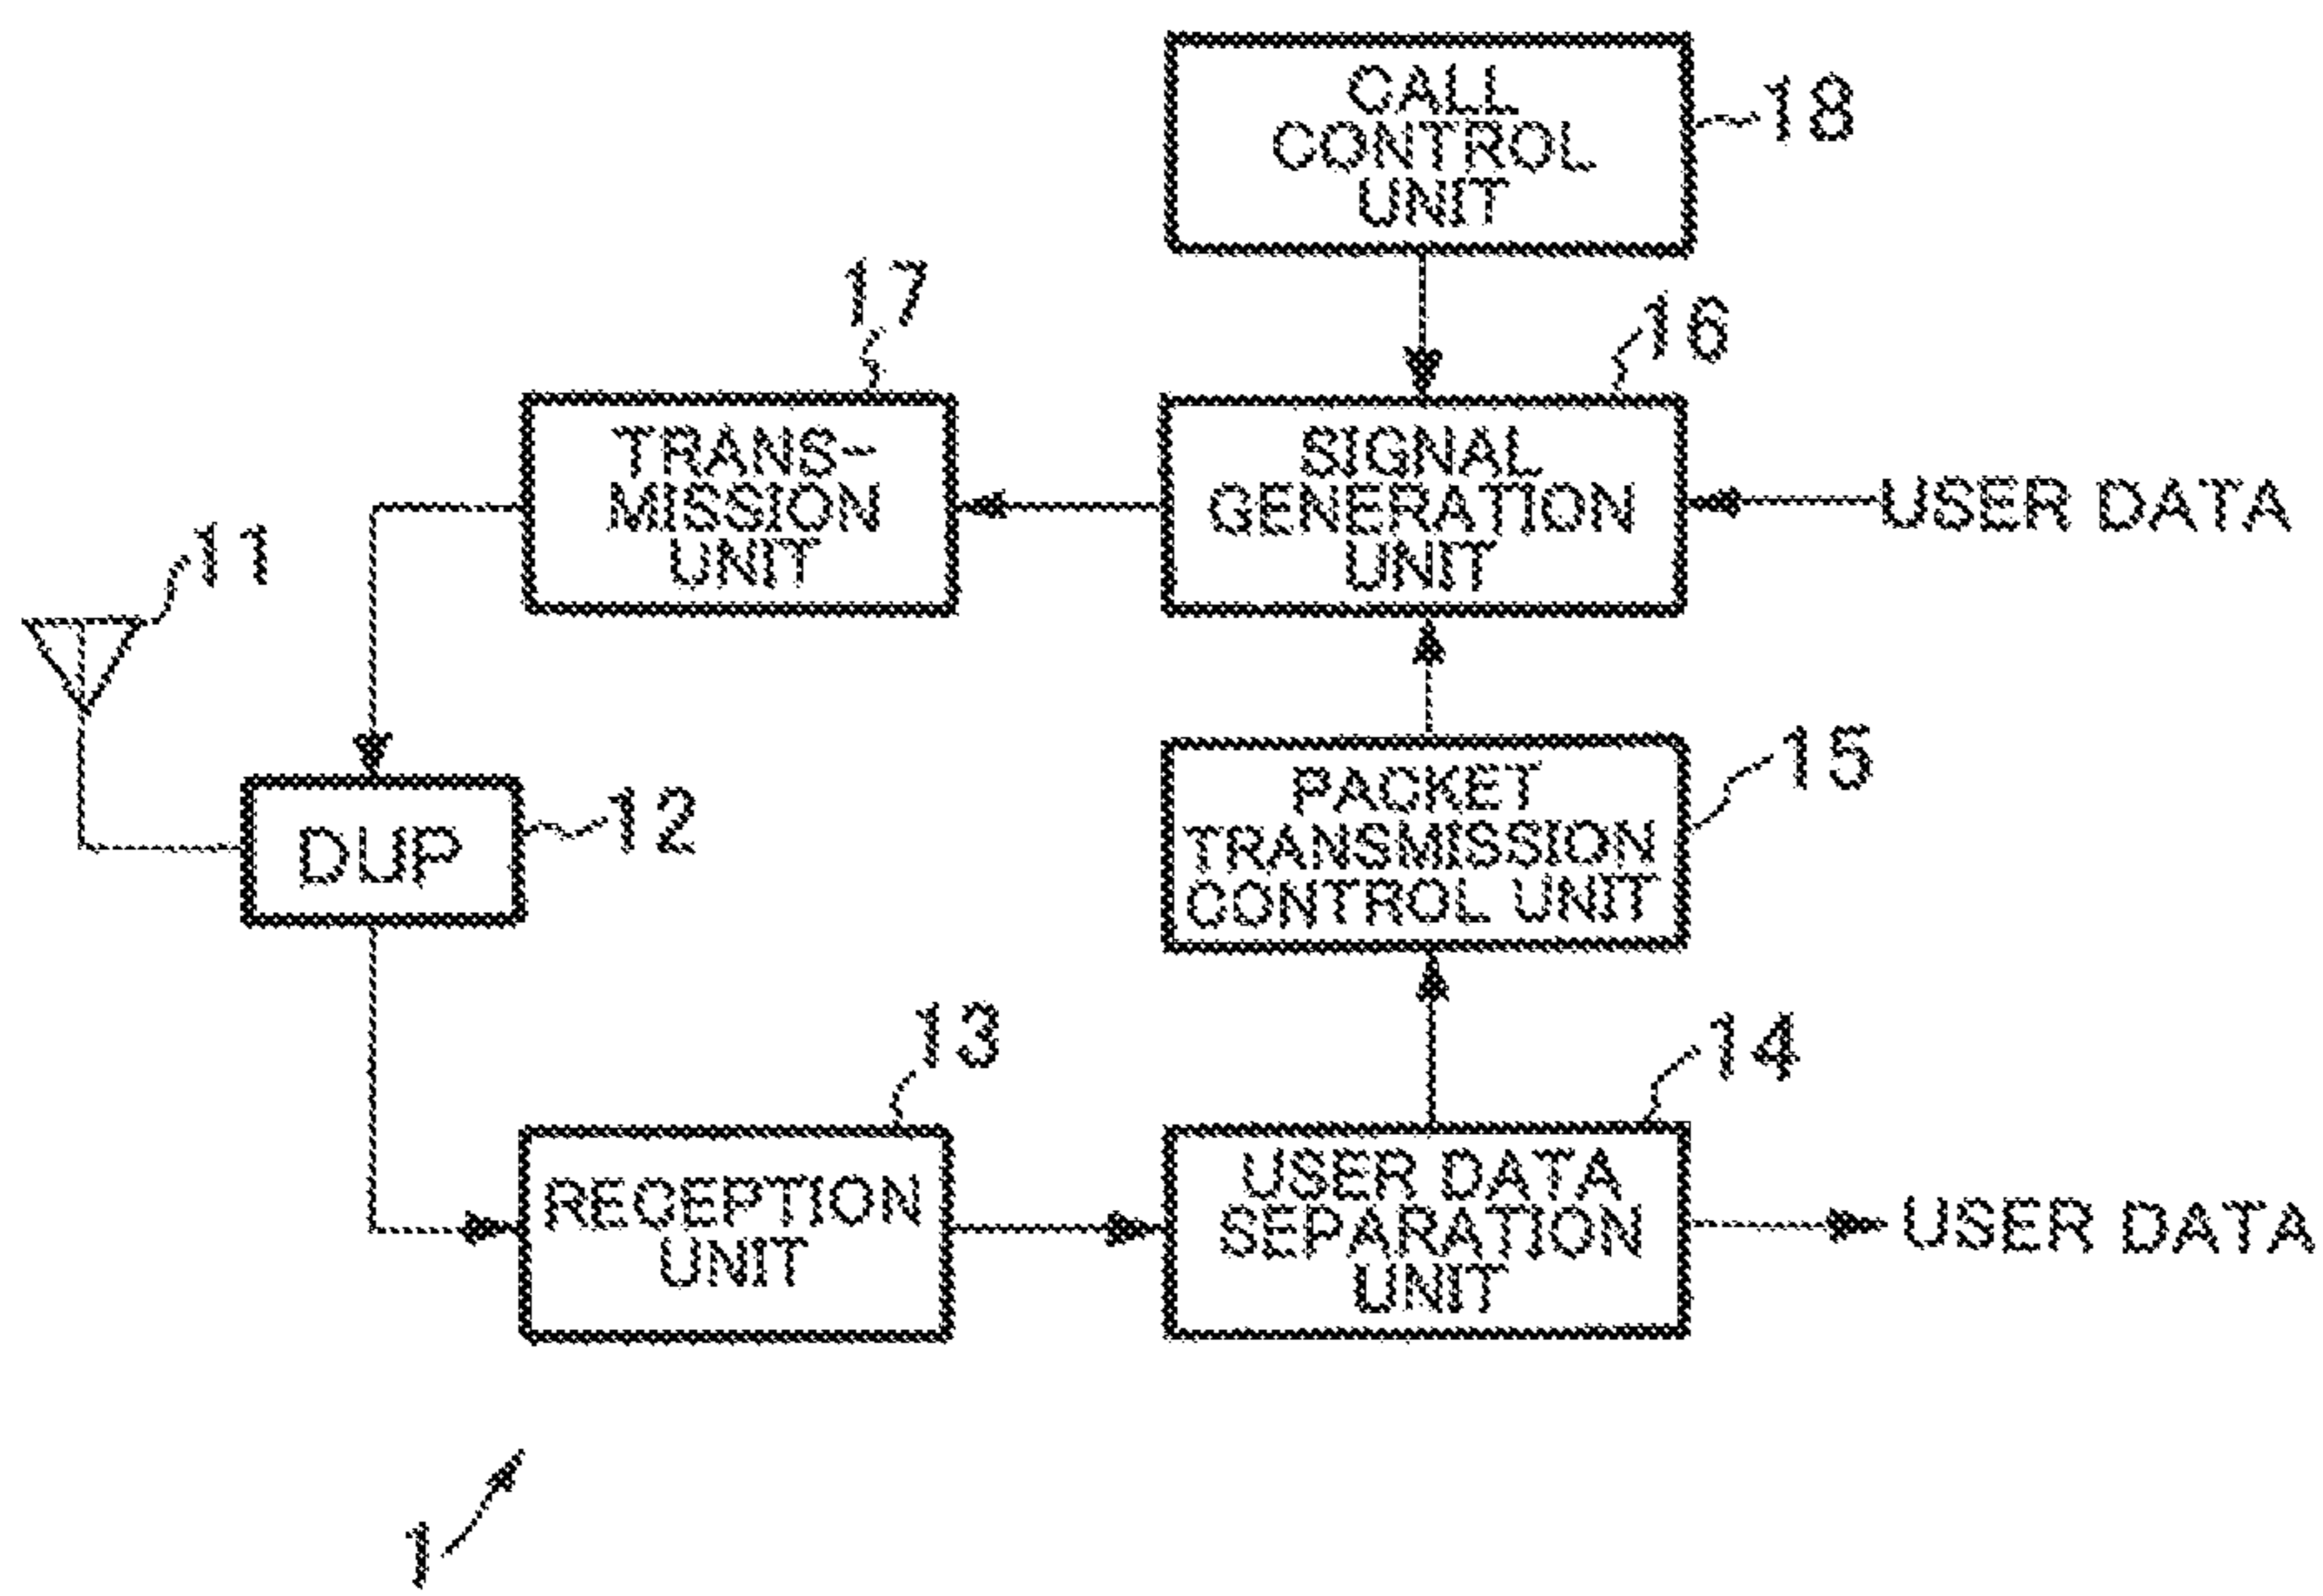 CALL
CONTROL
UNIT
18
17
16
TRANS-
MISSION
UNIT
SIGNAL
GENERATION
UNIT
USER DATA
11
DUP
12
PACKET
TRANSMISSION
CONTROL UNIT
15
13
14
RECEPTION
UNIT
USER DATA
SEPARATION
UNIT
USER DATA
1